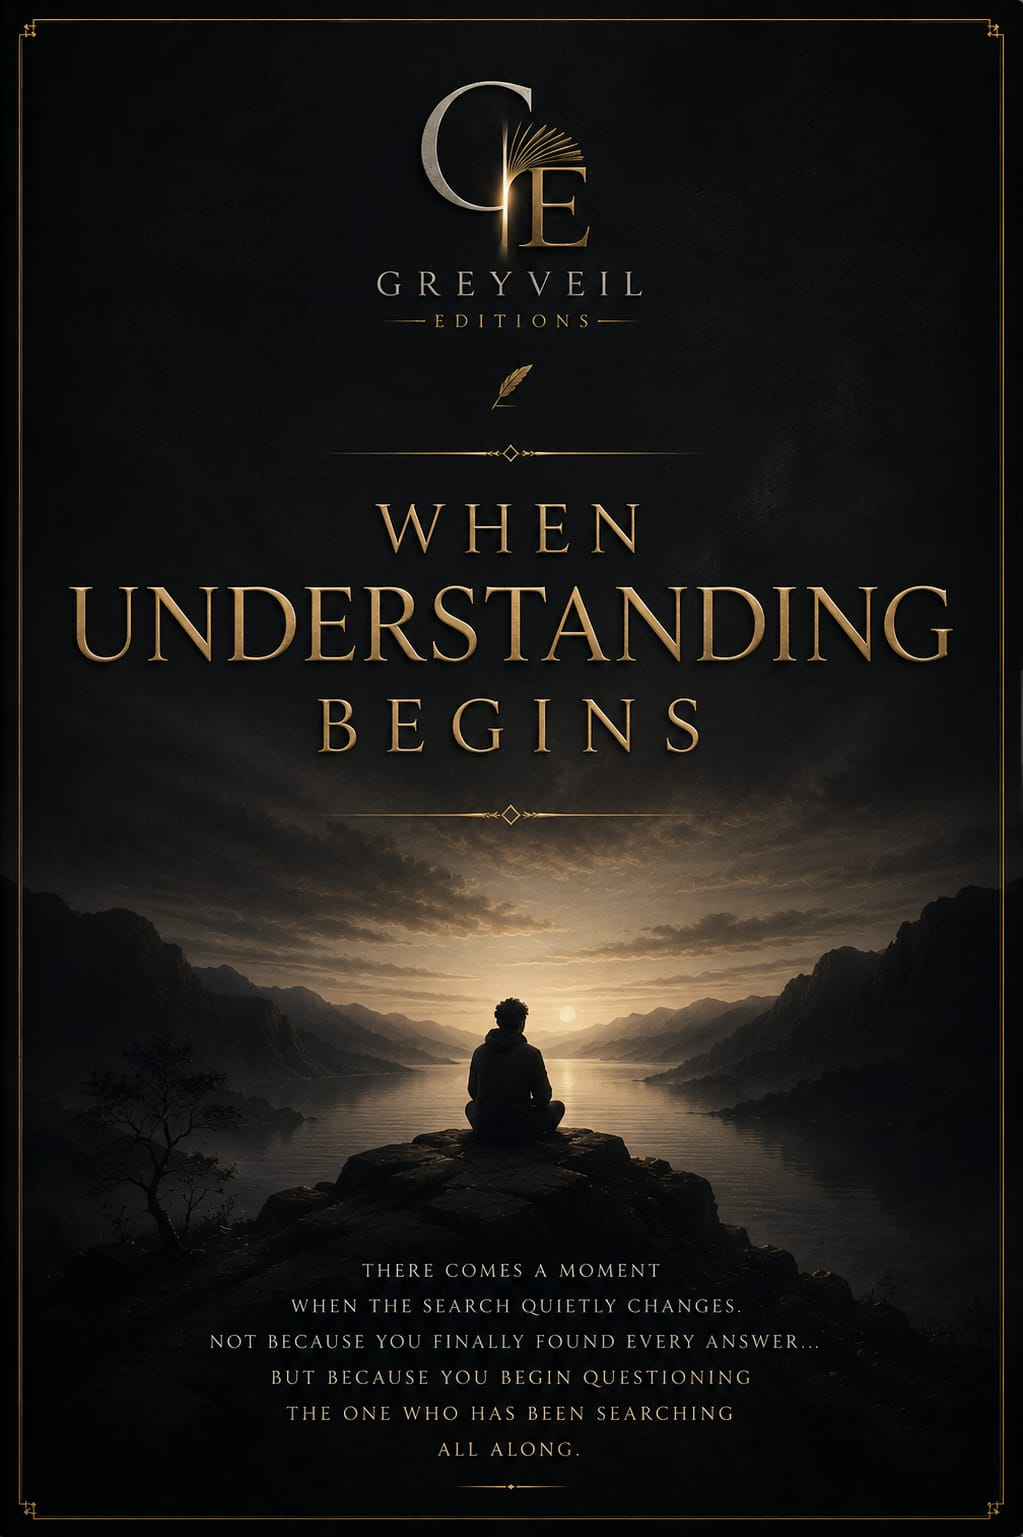 GE
GREYVEIL
EDITIONS
WHEN
UNDERSTANDING
BEGINS
THERE COMES A MOMENT
WHEN THE SEARCH QUIETLY CHANGES.
NOT BECAUSE YOU FINALLY FOUND EVERY ANSWER...
BUT BECAUSE YOU BEGIN QUESTIONING
THE ONE WHO HAS BEEN SEARCHING
ALL ALONG.